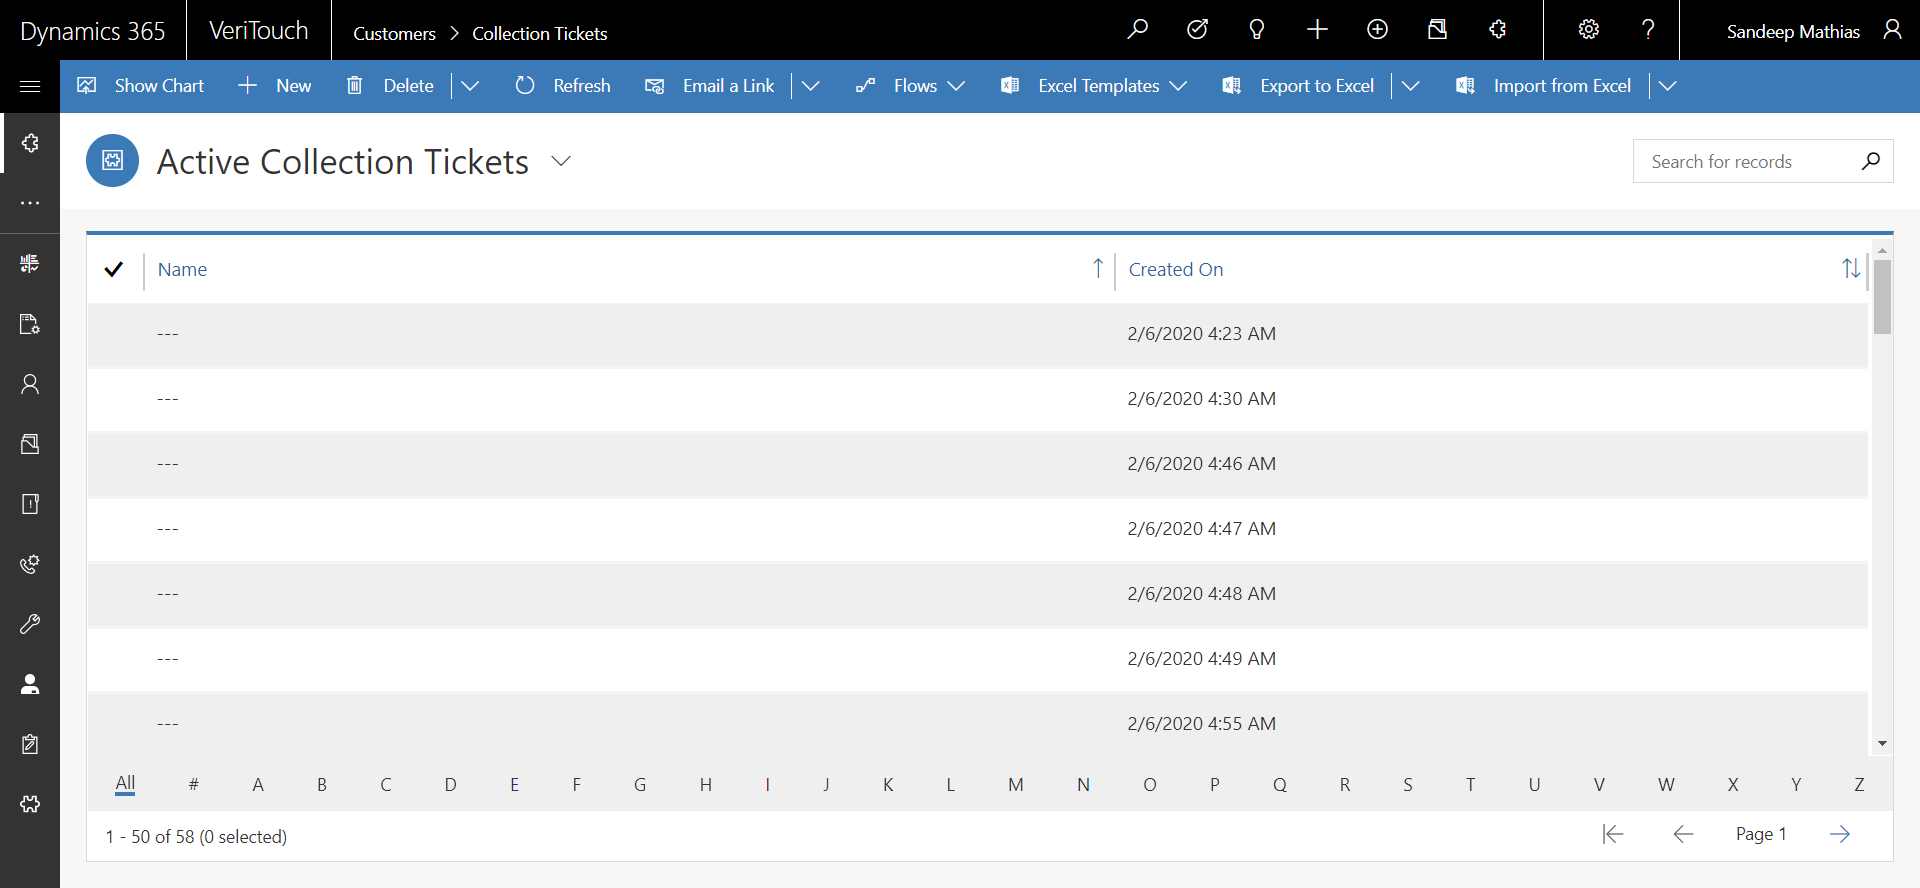 Dynamics 365 VeriTouch Customers > Collection Tickets ? Sandeep Mathias
Show Chart New Delete Refresh Email a Link Flows Excel Templates Export to Excel Import from Excel
Active Collection Tickets
Search for records
Name Created On
--- 2/6/2020 4:23 AM
--- 2/6/2020 4:30 AM
--- 2/6/2020 4:46 AM
--- 2/6/2020 4:47 AM
--- 2/6/2020 4:48 AM
--- 2/6/2020 4:49 AM
--- 2/6/2020 4:55 AM
All # A B C D E F G H I J K L M N O P Q R S T U V W X Y Z
1 - 50 of 58 (0 selected) Page 1